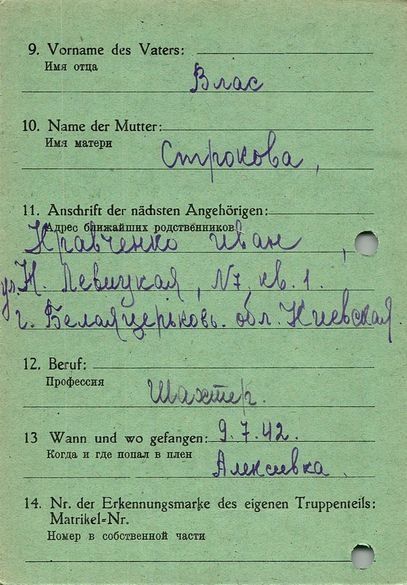 9. Vorname des Vaters:
Имя отца
Влас
10. Name der Mutter:
Имя матери
Строкова,
11. Anschrift der nächsten Angehörigen:
Адрес ближайших родственников
Кравченко Иван,
ул. Н. Левицкая, N7, кв. 1.
г. Белаяцерьковь. обл. Киевская
12. Beruf:
Профессия
Шахтер.
13 Wann und wo gefangen: 9.7.42.
Когда и где попал в плен
Алексиевка.
14. Nr. der Erkennungsmarke des eigenen Truppenteils:
Matrikel-Nr.
Номер в собственной части